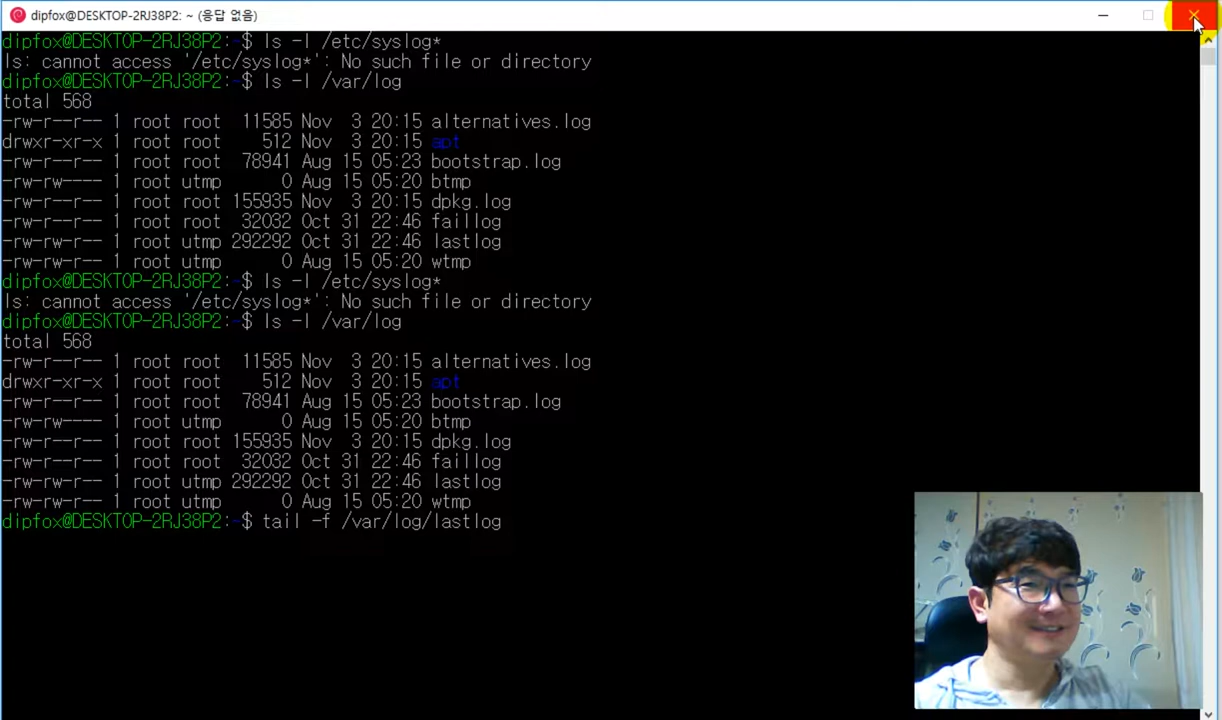 dipfox@DESKTOP-2RJ38P2: ~ (응답 없음)
dipfox@DESKTOP-2RJ38P2:~$ ls -l /etc/syslog*
ls: cannot access '/etc/syslog*': No such file or directory
dipfox@DESKTOP-2RJ38P2:~$ ls -l /var/log
total 568
-rw-r--r-- 1 root root  11585 Nov  3 20:15 alternatives.log
drwxr-xr-x 1 root root    512 Nov  3 20:15 apt
-rw-r--r-- 1 root root  78941 Aug 15 05:23 bootstrap.log
-rw-rw---- 1 root utmp      0 Aug 15 05:20 btmp
-rw-r--r-- 1 root root 155935 Nov  3 20:15 dpkg.log
-rw-r--r-- 1 root root  32032 Oct 31 22:46 faillog
-rw-rw-r-- 1 root utmp 292292 Oct 31 22:46 lastlog
-rw-rw-r-- 1 root utmp      0 Aug 15 05:20 wtmp
dipfox@DESKTOP-2RJ38P2:~$ ls -l /etc/syslog*
ls: cannot access '/etc/syslog*': No such file or directory
dipfox@DESKTOP-2RJ38P2:~$ ls -l /var/log
total 568
-rw-r--r-- 1 root root  11585 Nov  3 20:15 alternatives.log
drwxr-xr-x 1 root root    512 Nov  3 20:15 apt
-rw-r--r-- 1 root root  78941 Aug 15 05:23 bootstrap.log
-rw-rw---- 1 root utmp      0 Aug 15 05:20 btmp
-rw-r--r-- 1 root root 155935 Nov  3 20:15 dpkg.log
-rw-r--r-- 1 root root  32032 Oct 31 22:46 faillog
-rw-rw-r-- 1 root utmp 292292 Oct 31 22:46 lastlog
-rw-rw-r-- 1 root utmp      0 Aug 15 05:20 wtmp
dipfox@DESKTOP-2RJ38P2:~$ tail -f /var/log/lastlog